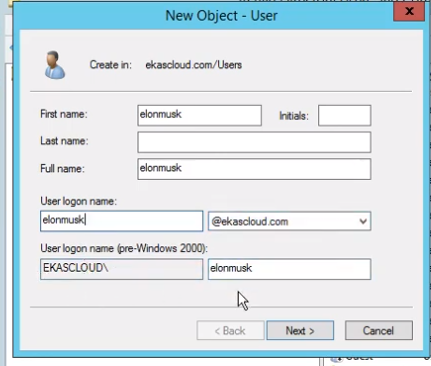 New Object - User
x
Create in: ekascloud.com/Users
First name: elonmusk Initials:
Last name:
Full name: elonmusk
User logon name:
elonmusk @ekascloud.com
User logon name (pre-Windows 2000):
EKASCLOUD\ elonmusk
< Back Next > Cancel